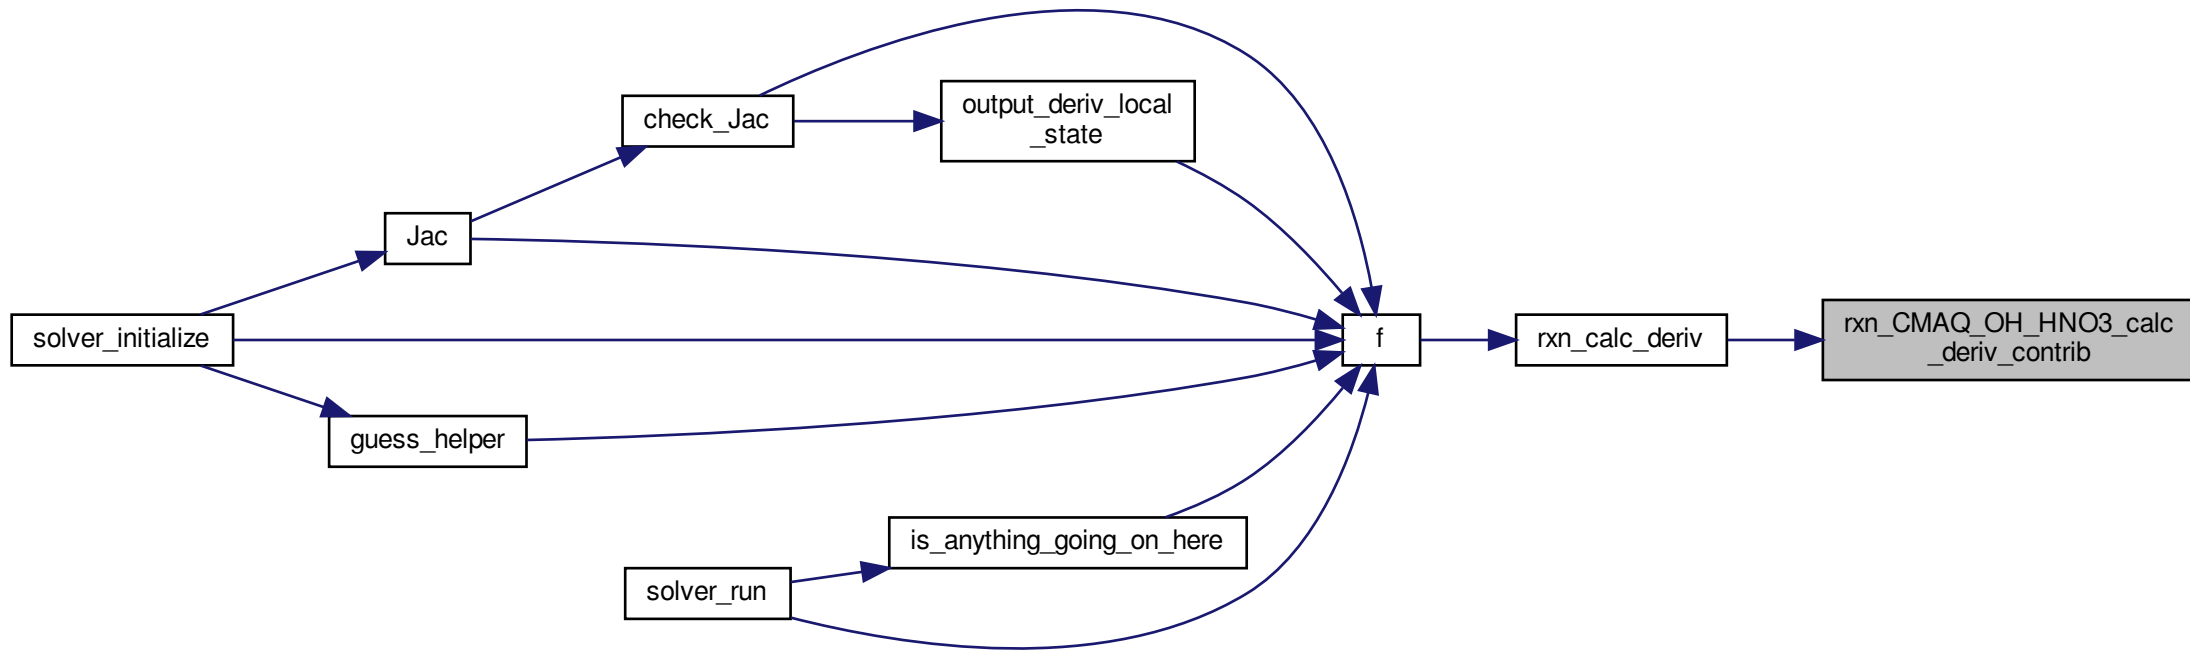 check_Jac
output_deriv_local
_state
Jac
solver_initialize
f
rxn_calc_deriv
rxn_CMAQ_OH_HNO3_calc
_deriv_contrib
guess_helper
is_anything_going_on_here
solver_run